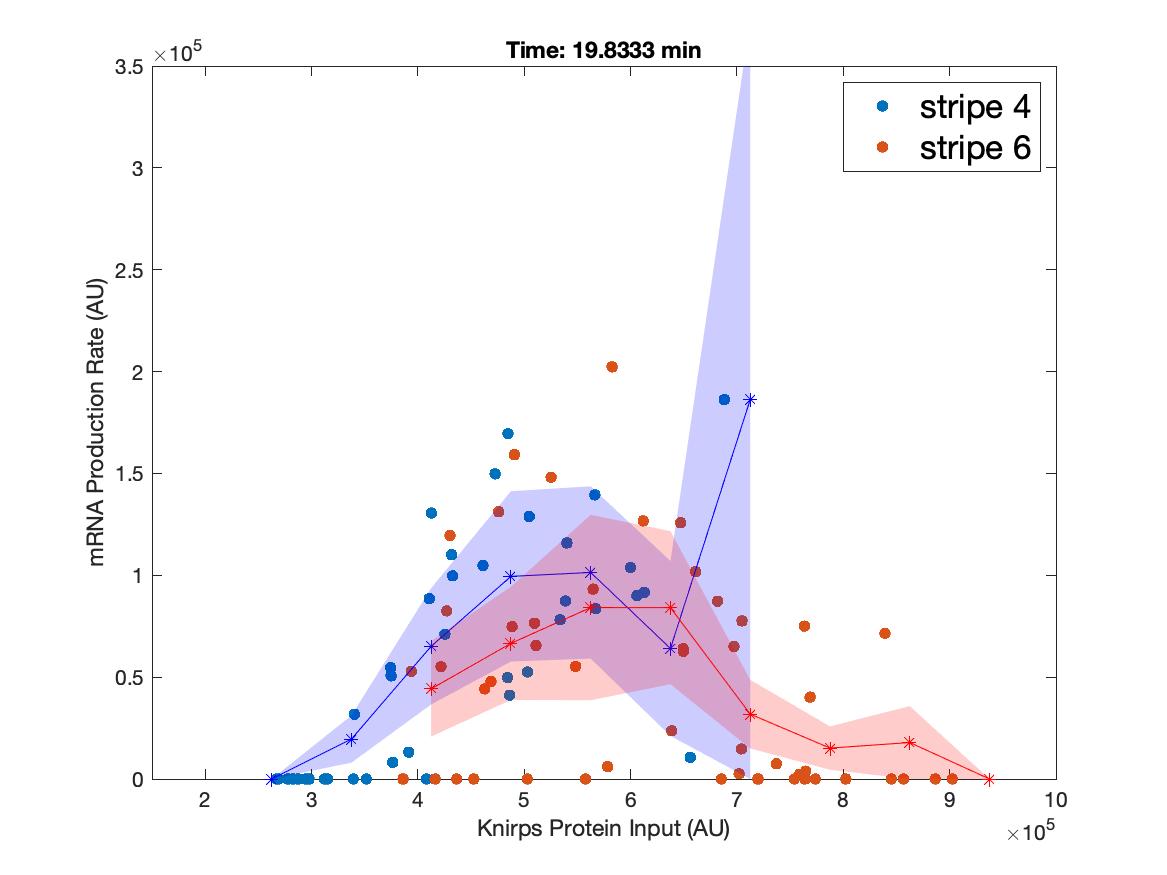 Time: 19.8333 min
×10^5
3.5
3
2.5
2
1.5
1
0.5
0
mRNA Production Rate (AU)
stripe 4
stripe 6
2 3 4 5 6 7 8 9 10
Knirps Protein Input (AU)
×10^5